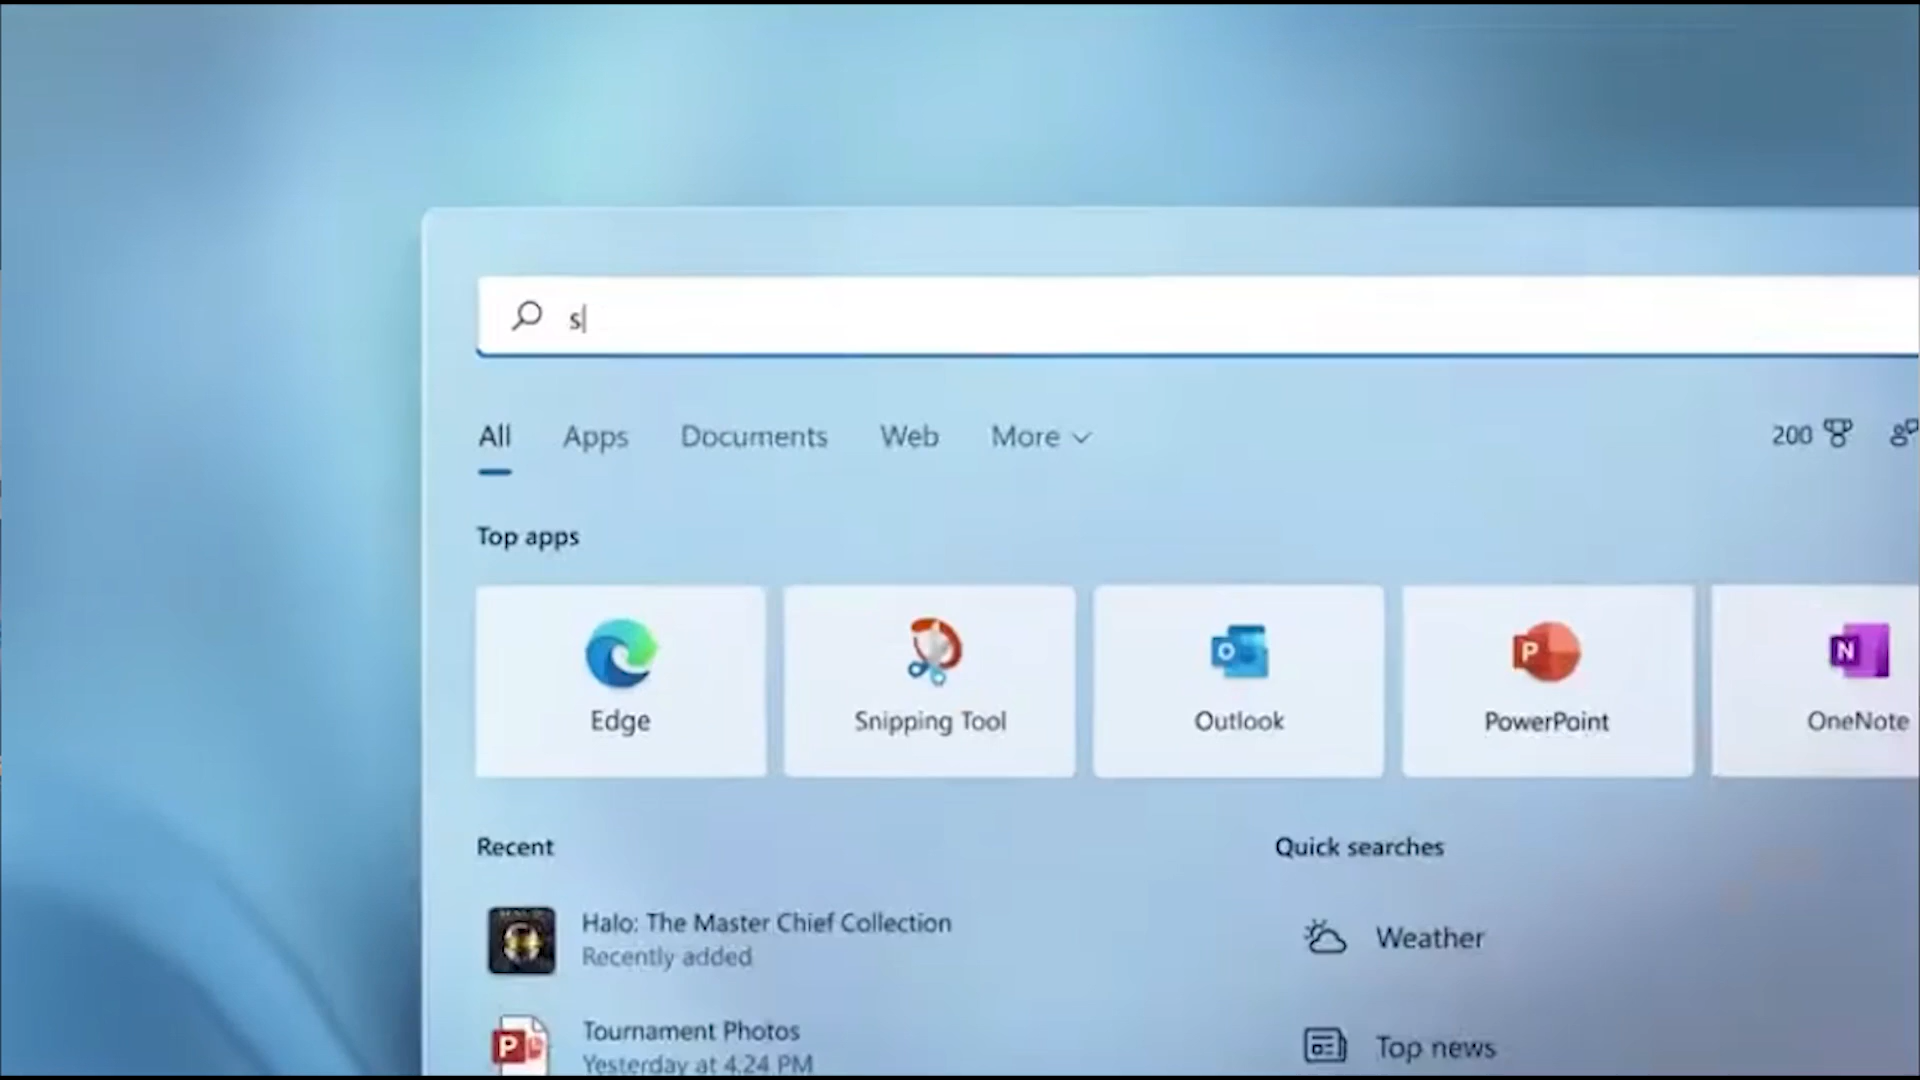 s
All Apps Documents Web More 200
Top apps
Edge Snipping Tool Outlook PowerPoint OneNote
Recent Quick searches
Halo: The Master Chief Collection
Recently added
Weather
Tournament Photos
Yesterday at 4:24 PM
Top news